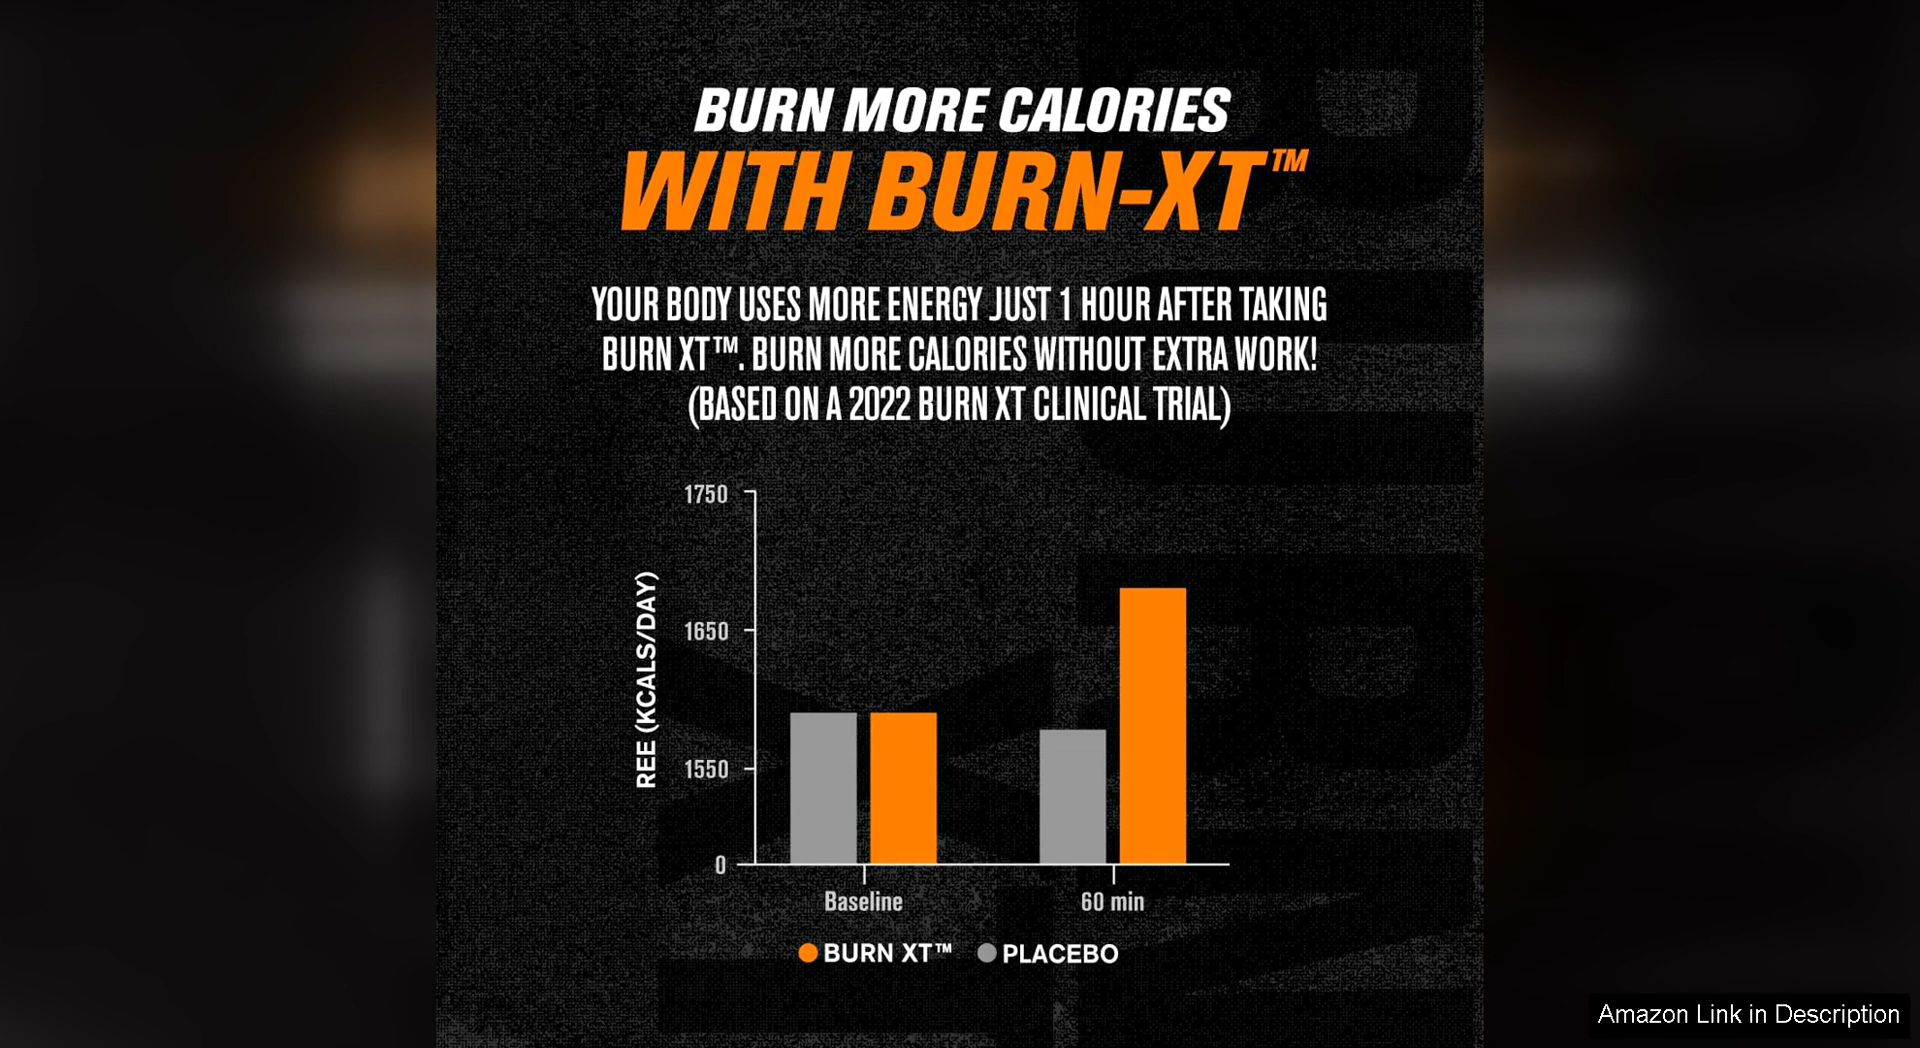 BURN MORE CALORIES
WITH BURN-XT™
YOUR BODY USES MORE ENERGY JUST 1 HOUR AFTER TAKING
BURN XT™. BURN MORE CALORIES WITHOUT EXTRA WORK!
(BASED ON A 2022 BURN XT CLINICAL TRIAL)
REE (KCALS/DAY)
1750
1650
1550
0
Baseline
60 min
BURN XT™
PLACEBO
Amazon Link in Description